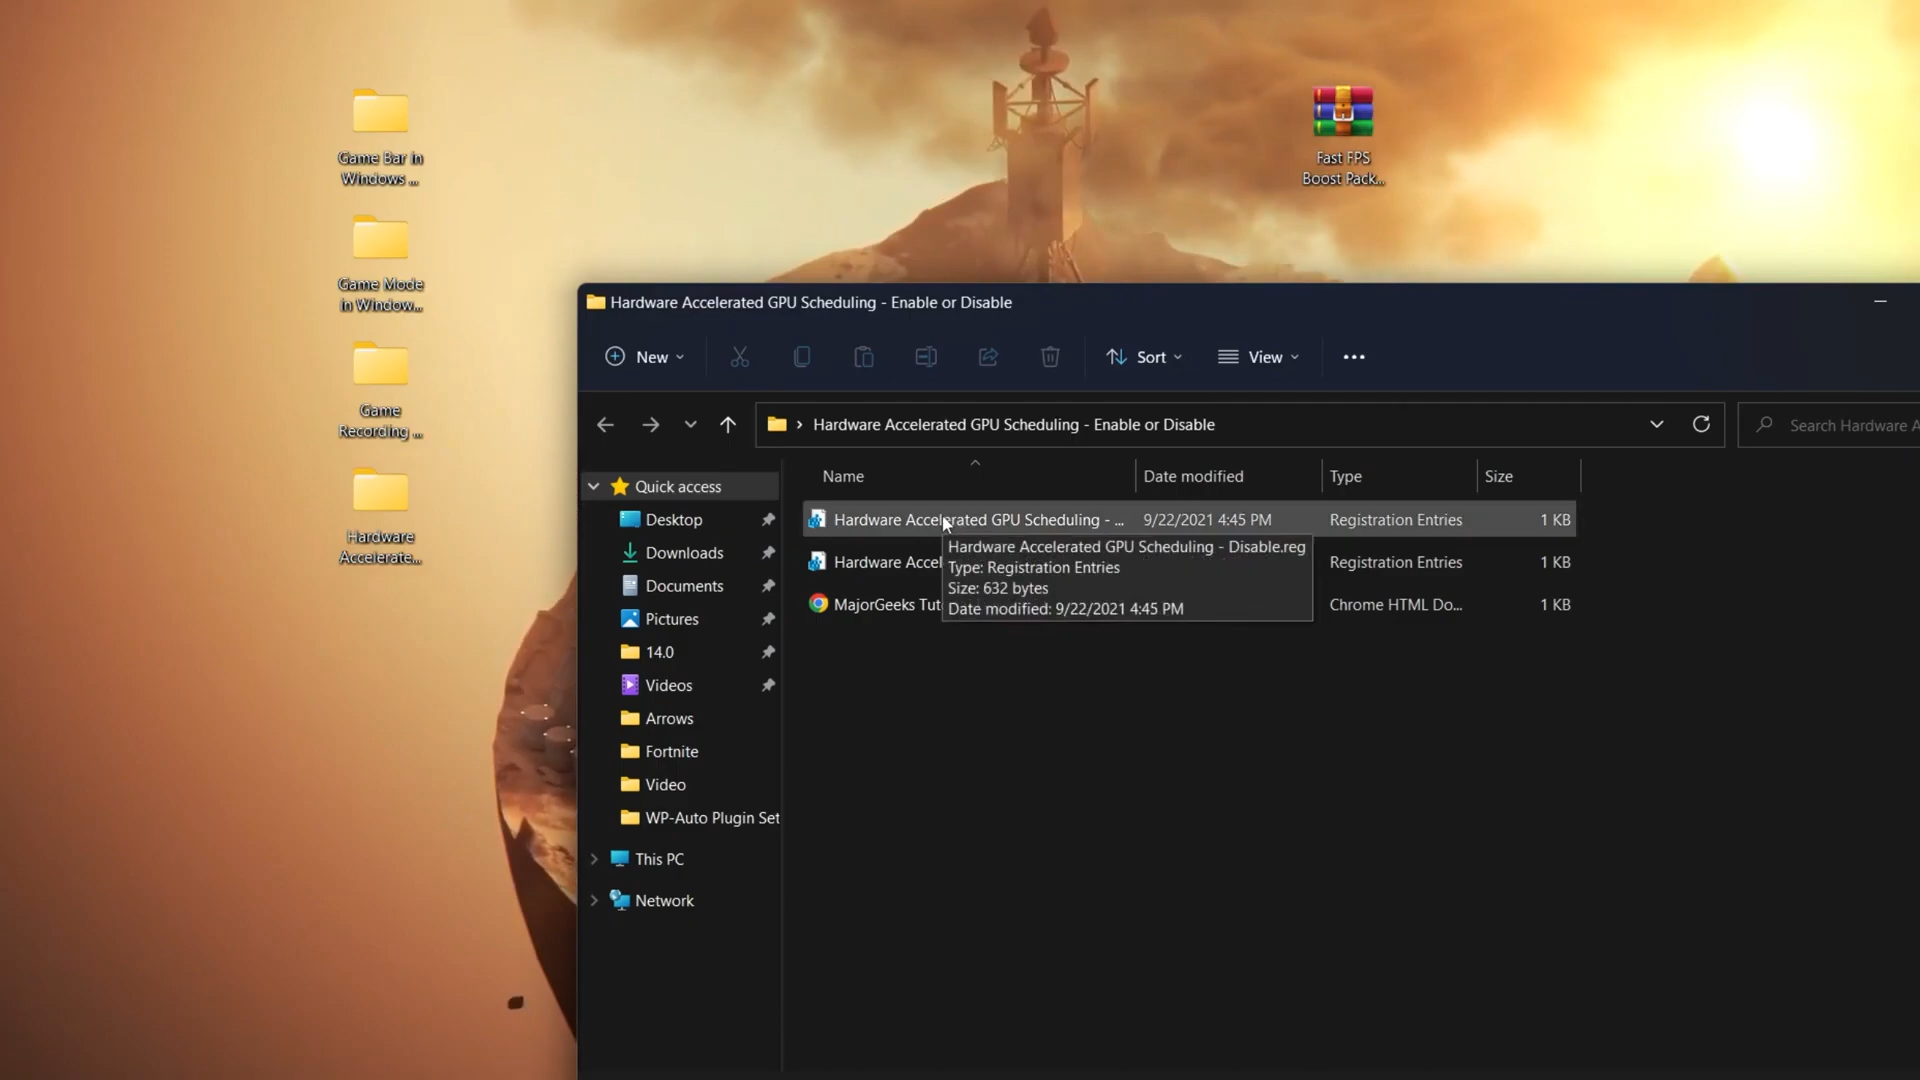 Game Bar in
Windows ...
Game Mode
in Window...
Game
Recording ...
Hardware
Accelerate...
Fast FPS
Boost Pack...
Hardware Accelerated GPU Scheduling - Enable or Disable
New
Sort
View
Hardware Accelerated GPU Scheduling - Enable or Disable
Search Hardware A
Name
Date modified
Type
Size
Quick access
Desktop
Downloads
Documents
Pictures
14.0
Videos
Arrows
Fortnite
Video
WP-Auto Plugin Set
This PC
Network
Hardware Accelerated GPU Scheduling - ...
9/22/2021 4:45 PM
Registration Entries
1 KB
Hardware Accel
Registration Entries
1 KB
MajorGeeks Tut
Chrome HTML Do...
1 KB
Hardware Accelerated GPU Scheduling - Disable.reg
Type: Registration Entries
Size: 632 bytes
Date modified: 9/22/2021 4:45 PM